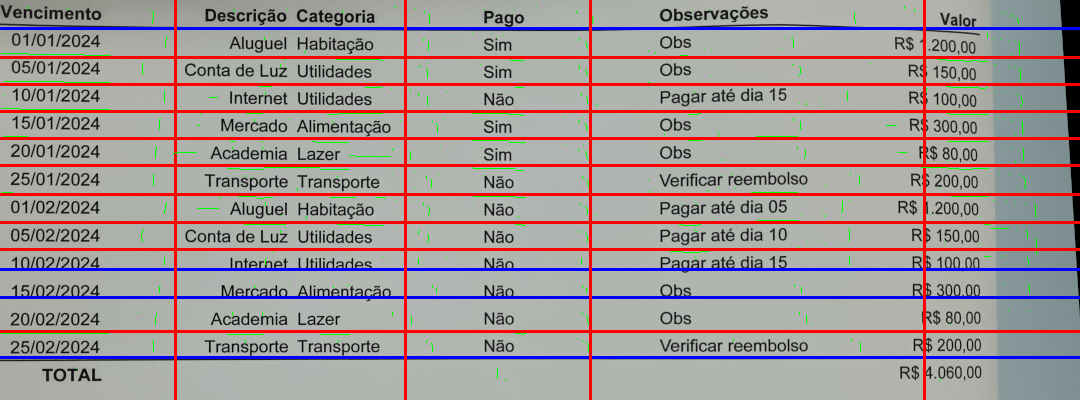 Vencimento Descrição Categoria Pago Observações Valor
01/01/2024 Aluguel Habitação Sim Obs R$ 1.200,00
05/01/2024 Conta de Luz Utilidades Sim Obs R$ 150,00
10/01/2024 Internet Utilidades Não Pagar até dia 15 R$ 100,00
15/01/2024 Mercado Alimentação Sim Obs R$ 300,00
20/01/2024 Academia Lazer Sim Obs R$ 80,00
25/01/2024 Transporte Transporte Não Verificar reembolso R$ 200,00
01/02/2024 Aluguel Habitação Não Pagar até dia 05 R$ 1.200,00
05/02/2024 Conta de Luz Utilidades Não Pagar até dia 10 R$ 150,00
10/02/2024 Internet Utilidades Não Pagar até dia 15 R$ 100,00
15/02/2024 Mercado Alimentação Não Obs R$ 300,00
20/02/2024 Academia Lazer Não Obs R$ 80,00
25/02/2024 Transporte Transporte Não Verificar reembolso R$ 200,00
TOTAL R$ 4.060,00